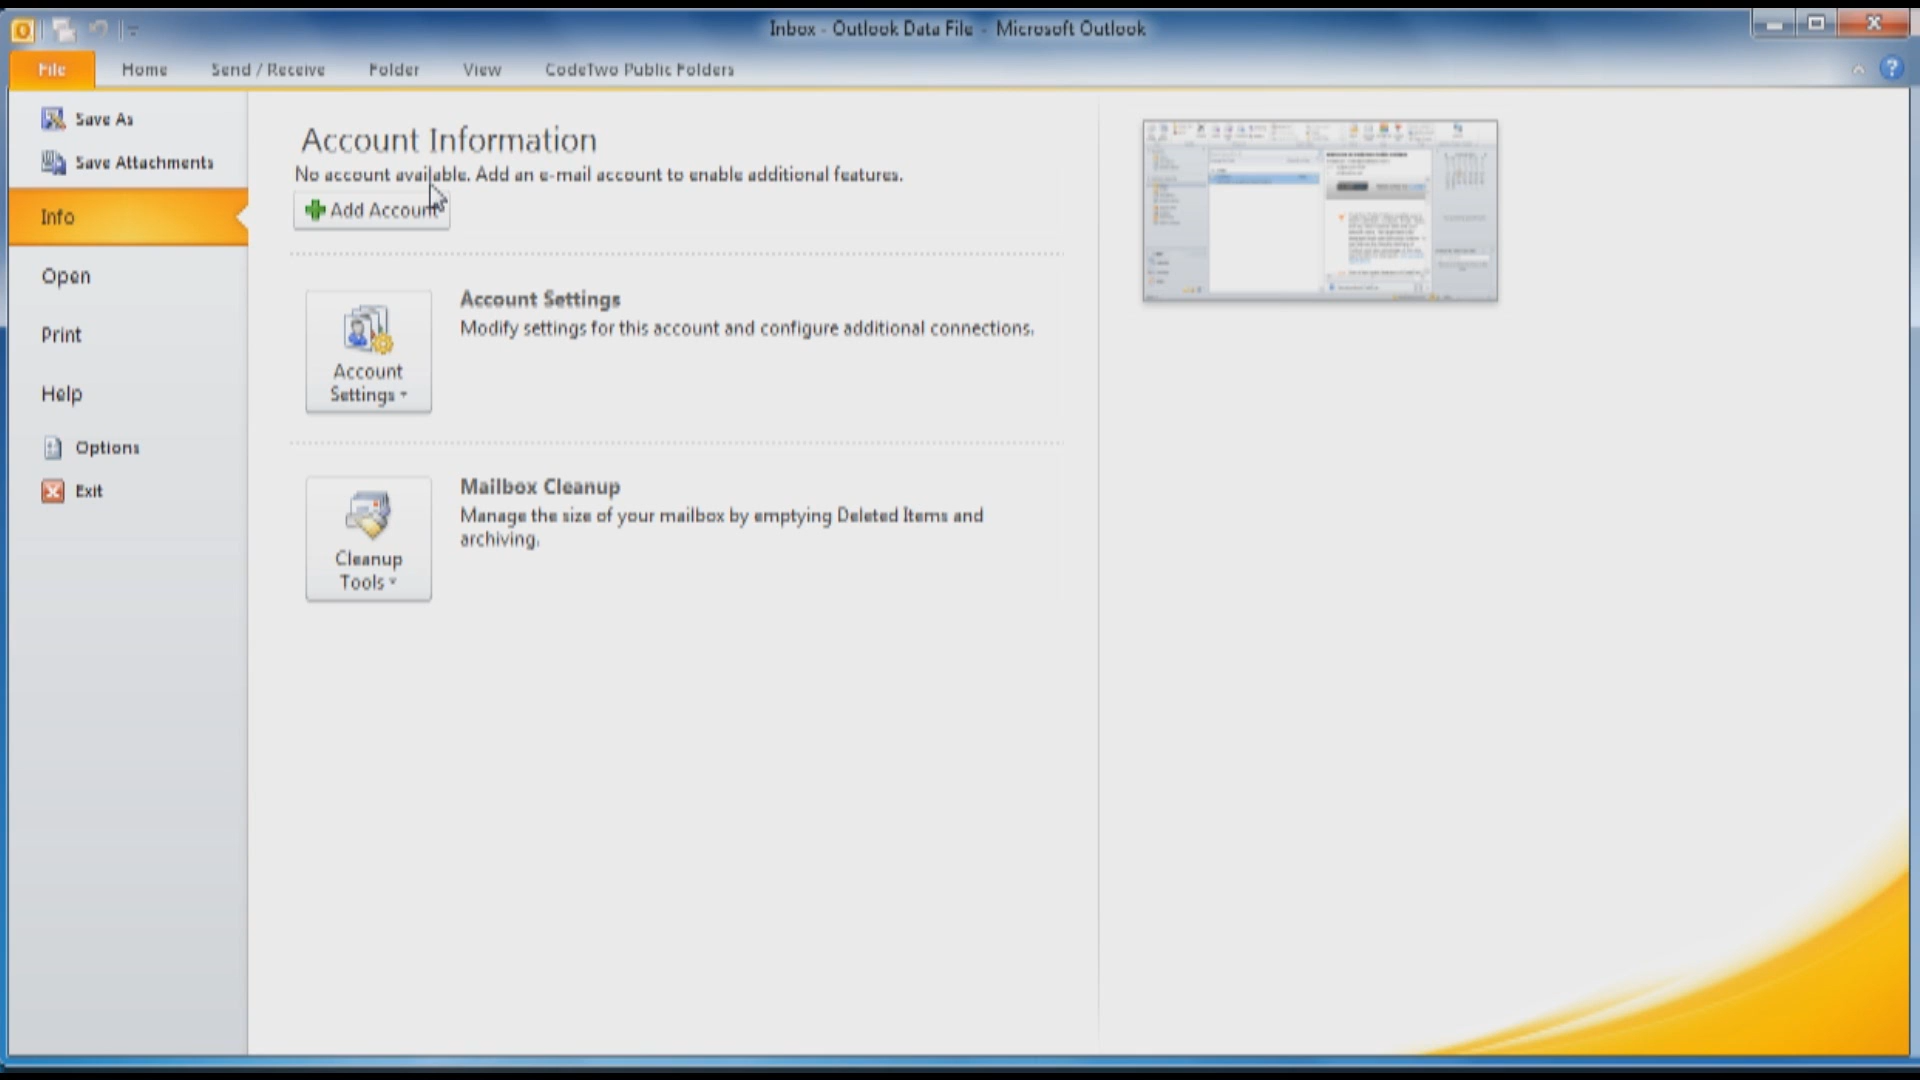 Inbox - Outlook Data File - Microsoft Outlook
File
Home
Send / Receive
Folder
View
CodeTwo Public Folders
Save As
Save Attachments
Info
Open
Print
Help
Options
Exit
Account Information
No account available. Add an e-mail account to enable additional features.
Add Account
Account
Settings
Account Settings
Modify settings for this account and configure additional connections.
Cleanup
Tools
Mailbox Cleanup
Manage the size of your mailbox by emptying Deleted Items and
archiving.